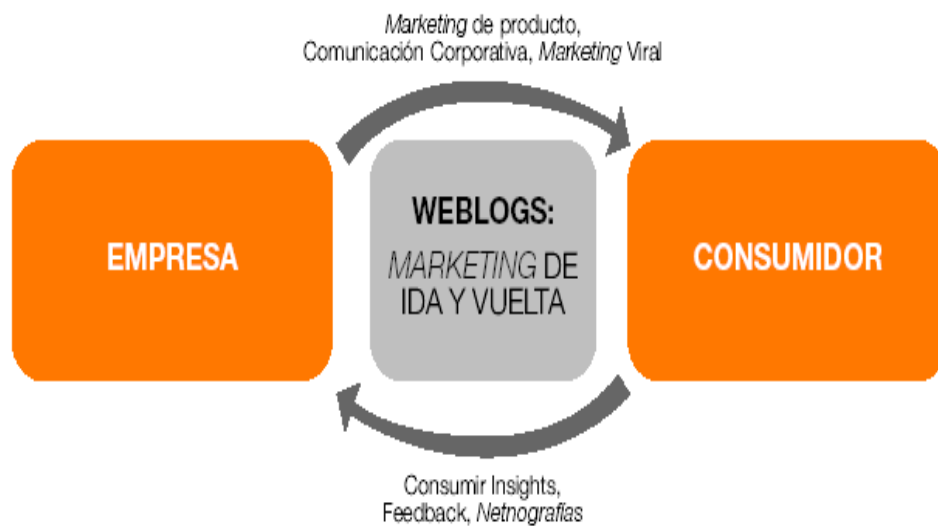 Marketing de producto,
Comunicación Corporativa, Marketing Viral
EMPRESA
WEBLOGS:
MARKETING DE
IDA Y VUELTA
CONSUMIDOR
Consumir Insights,
Feedback, Netnografías